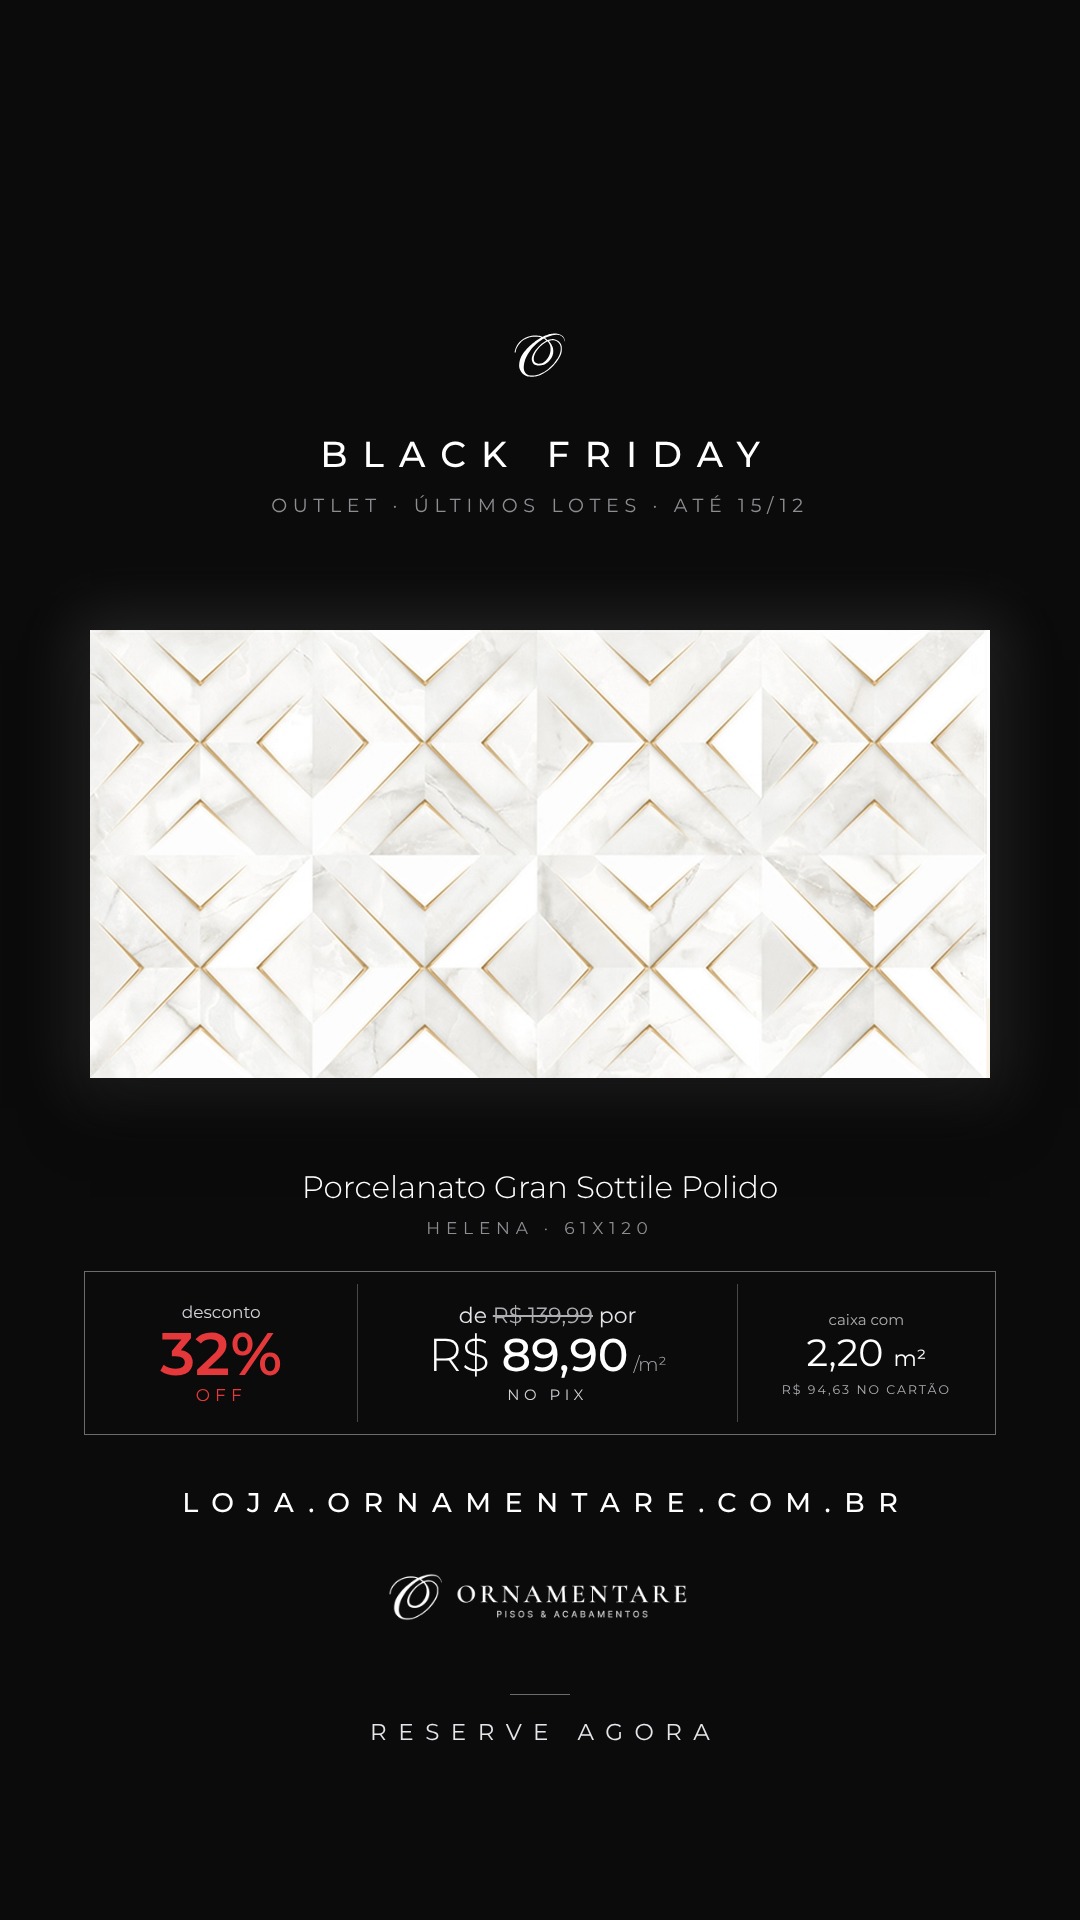 O
BLACK FRIDAY
OUTLET · ÚLTIMOS LOTES · ATÉ 15/12
Porcelanato Gran Sottile Polido
HELENA · 61X120
desconto
32%
OFF
de R$ 139,99 por
R$ 89,90 /m²
NO PIX
caixa com
2,20 m²
R$ 94,63 NO CARTÃO
LOJA.ORNAMENTARE.COM.BR
O ORNAMENTARE
PISOS & ACABAMENTOS
RESERVE AGORA